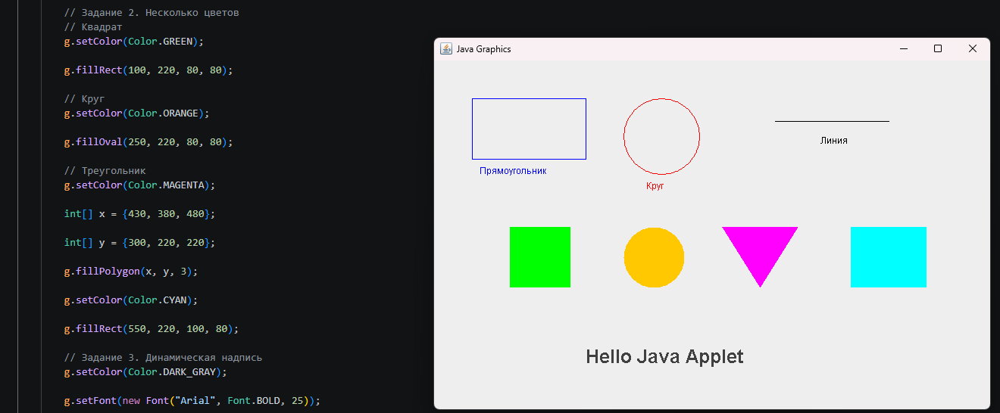 // Задание 2. Несколько цветов
// Квадрат
g.setColor(Color.GREEN);
g.fillRect(100, 220, 80, 80);
// Круг
g.setColor(Color.ORANGE);
g.fillOval(250, 220, 80, 80);
// Треугольник
g.setColor(Color.MAGENTA);
int[] x = {430, 380, 480};
int[] y = {300, 220, 220};
g.fillPolygon(x, y, 3);
g.setColor(Color.CYAN);
g.fillRect(550, 220, 100, 80);
// Задание 3. Динамическая надпись
g.setColor(Color.DARK_GRAY);
g.setFont(new Font("Arial", Font.BOLD, 25));
Java Graphics
Прямоугольник
Круг
Линия
Hello Java Applet